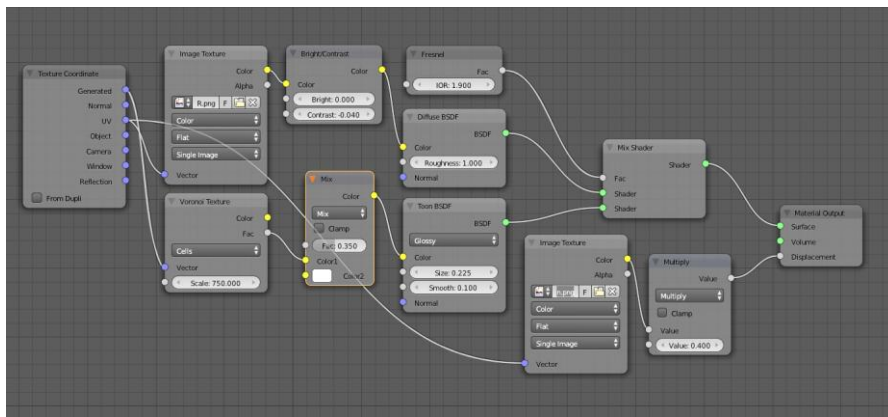 Texture Coordinate
Generated
Normal
UV
Object
Camera
Window
Reflection
From Dupli
Image Texture
Color
Alpha
R.png F
Color
Flat
Single Image
Vector
Voronoi Texture
Color
Fac
Cells
Vector
Scale: 750.000
Bright/Contrast
Color
Color
Bright: 0.000
Contrast: -0.040
Mix
Color
Mix
Clamp
Fac: 0.350
Color1
Color2
Fresnel
Fac
IOR: 1.900
Diffuse BSDF
BSDF
Color
Roughness: 1.000
Normal
Toon BSDF
BSDF
Glossy
Color
Size: 0.225
Smooth: 0.100
Normal
Image Texture
Color
Alpha
F
Color
Flat
Single Image
Vector
Mix Shader
Shader
Fac
Shader
Shader
Multiply
Value
Multiply
Clamp
Value
Value: 0.400
Material Output
Surface
Volume
Displacement